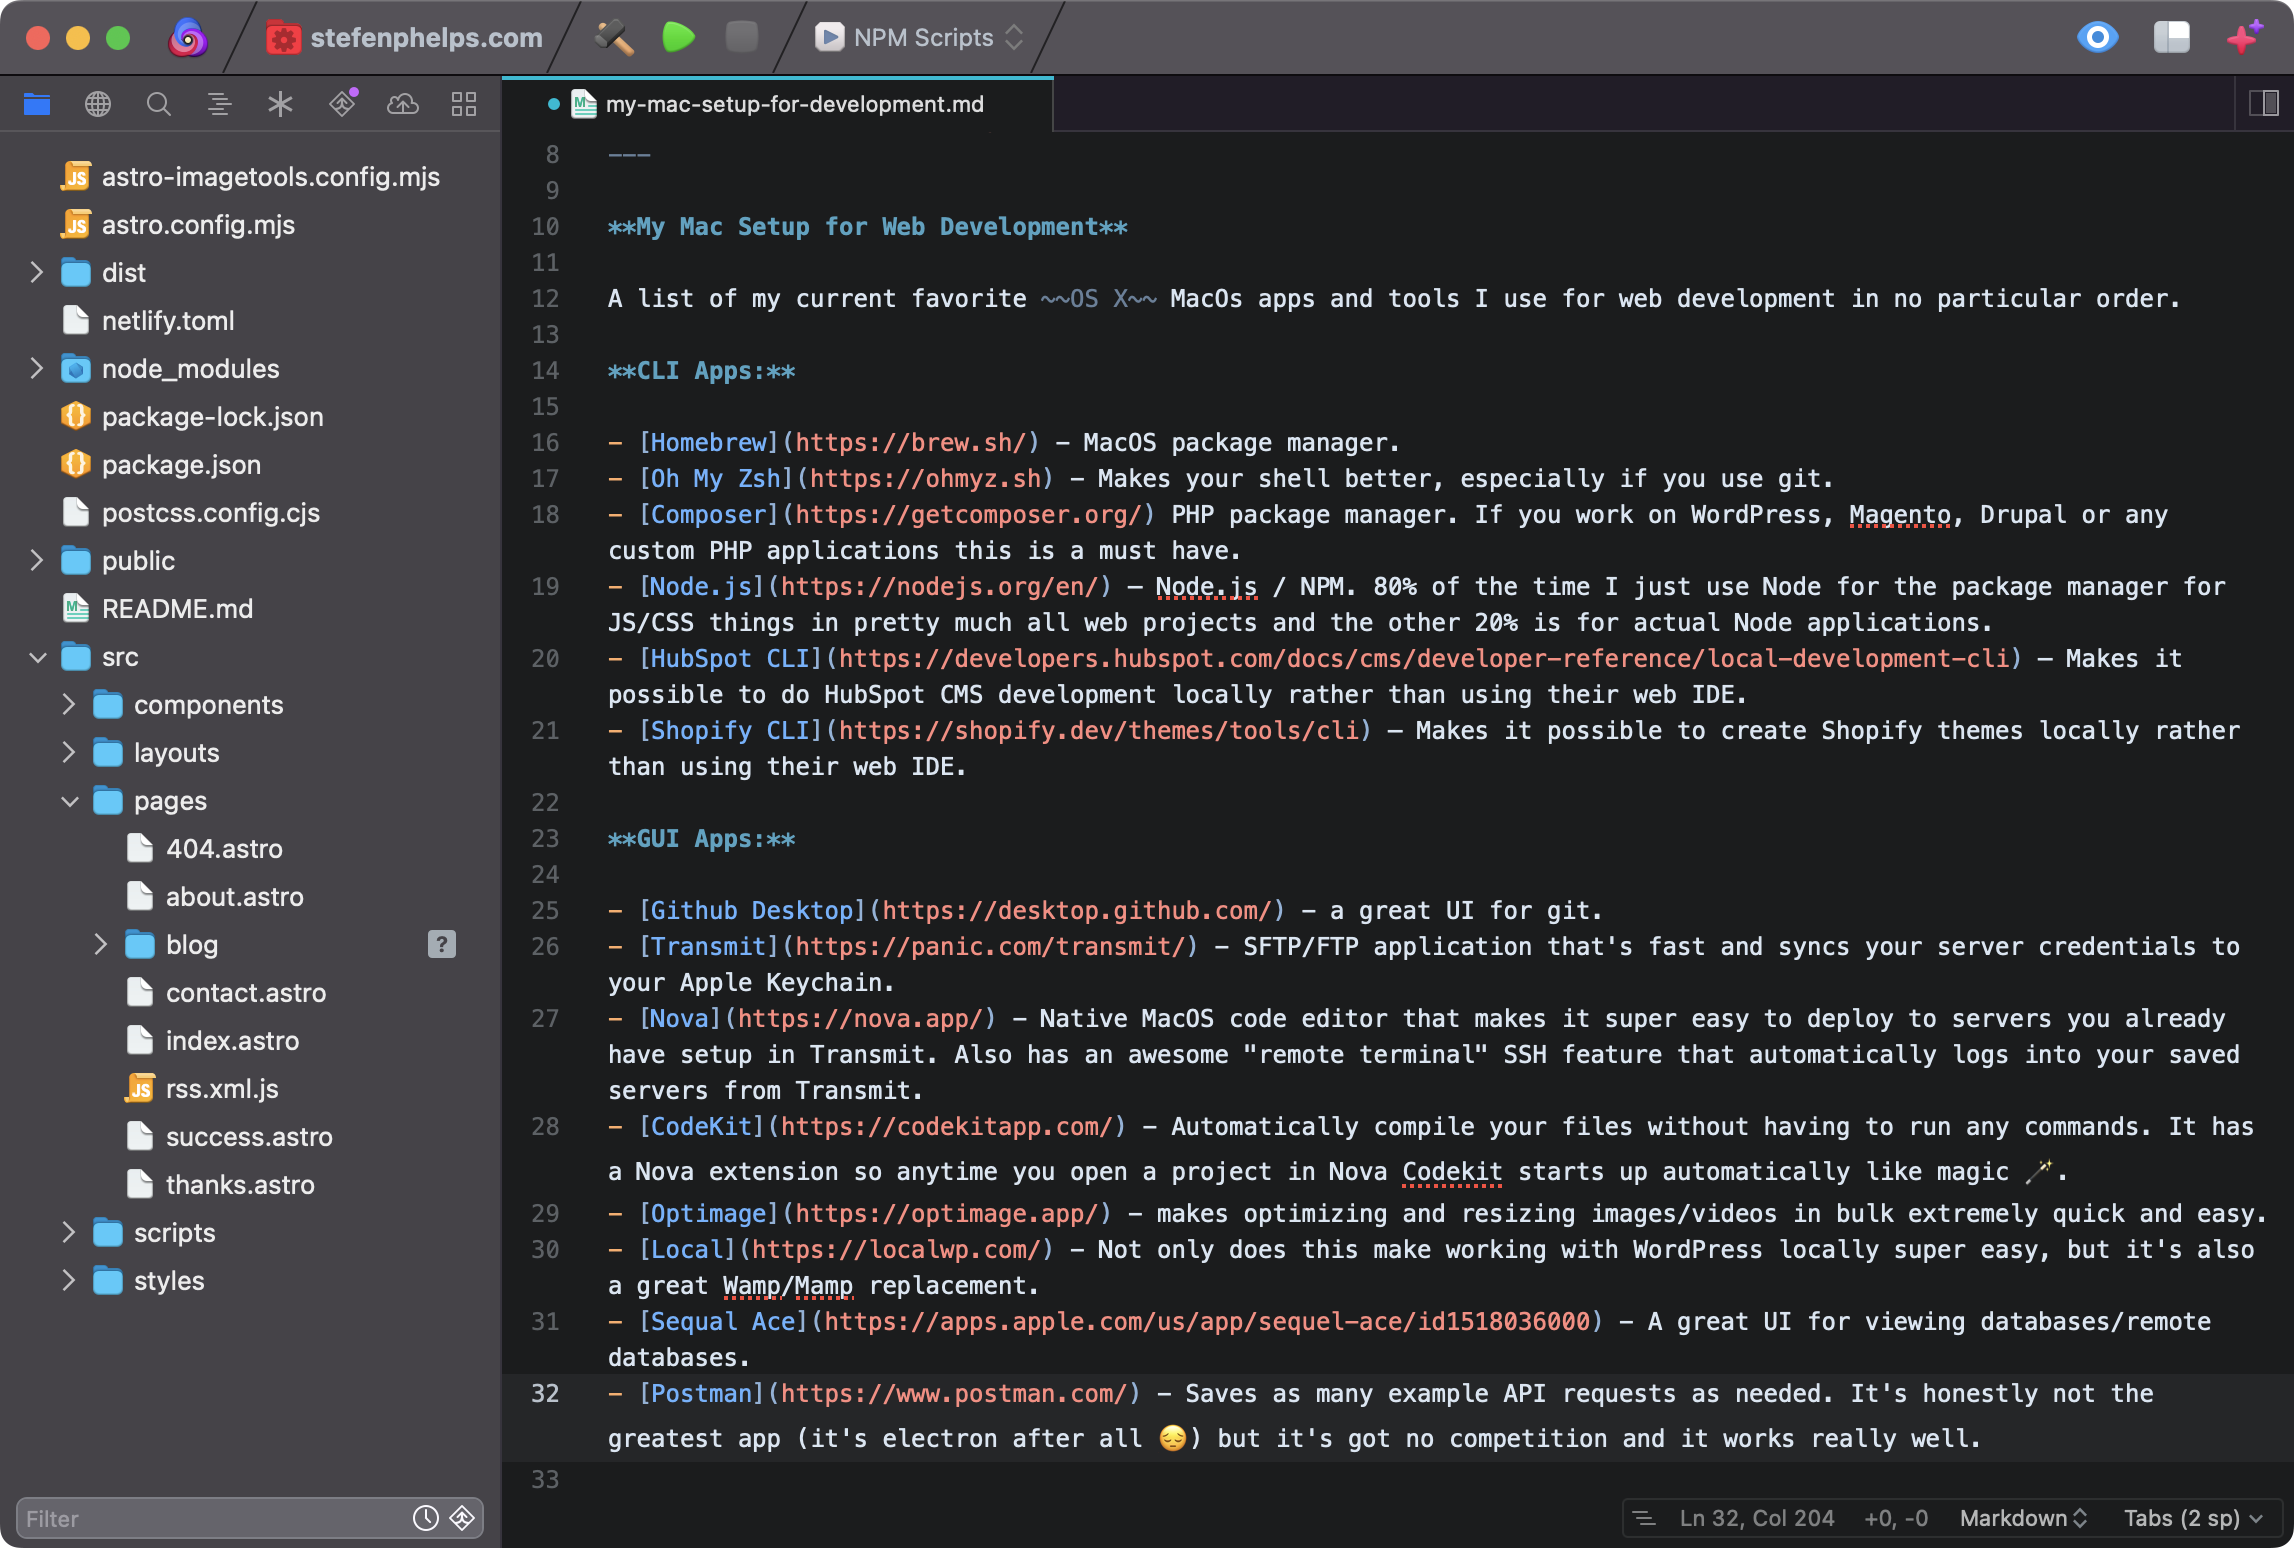 stefenphelps.com
NPM Scripts
my-mac-setup-for-development.md
astro-imagetools.config.mjs
astro.config.mjs
dist
netlify.toml
node_modules
package-lock.json
package.json
postcss.config.cjs
public
README.md
src
components
layouts
pages
404.astro
about.astro
blog ?
contact.astro
index.astro
rss.xml.js
success.astro
thanks.astro
scripts
styles
Filter
8 ---
9
10 **My Mac Setup for Web Development**
11
12 A list of my current favorite ~~OS X~~ MacOs apps and tools I use for web development in no particular order.
13
14 **CLI Apps:**
15
16 - [Homebrew](https://brew.sh/) - MacOS package manager.
17 - [Oh My Zsh](https://ohmyz.sh) - Makes your shell better, especially if you use git.
18 - [Composer](https://getcomposer.org/) PHP package manager. If you work on WordPress, Magento, Drupal or any
custom PHP applications this is a must have.
19 - [Node.js](https://nodejs.org/en/) - Node.js / NPM. 80% of the time I just use Node for the package manager for
JS/CSS things in pretty much all web projects and the other 20% is for actual Node applications.
20 - [HubSpot CLI](https://developers.hubspot.com/docs/cms/developer-reference/local-development-cli) - Makes it
possible to do HubSpot CMS development locally rather than using their web IDE.
21 - [Shopify CLI](https://shopify.dev/themes/tools/cli) - Makes it possible to create Shopify themes locally rather
than using their web IDE.
22
23 **GUI Apps:**
24
25 - [Github Desktop](https://desktop.github.com/) - a great UI for git.
26 - [Transmit](https://panic.com/transmit/) - SFTP/FTP application that's fast and syncs your server credentials to
your Apple Keychain.
27 - [Nova](https://nova.app/) - Native MacOS code editor that makes it super easy to deploy to servers you already
have setup in Transmit. Also has an awesome "remote terminal" SSH feature that automatically logs into your saved
servers from Transmit.
28 - [CodeKit](https://codekitapp.com/) - Automatically compile your files without having to run any commands. It has
a Nova extension so anytime you open a project in Nova Codekit starts up automatically like magic 🪄.
29 - [Optimage](https://optimage.app/) - makes optimizing and resizing images/videos in bulk extremely quick and easy.
30 - [Local](https://localwp.com/) - Not only does this make working with WordPress locally super easy, but it's also
a great Wamp/Mamp replacement.
31 - [Sequal Ace](https://apps.apple.com/us/app/sequel-ace/id1518036000) - A great UI for viewing databases/remote
databases.
32 - [Postman](https://www.postman.com/) - Saves as many example API requests as needed. It's honestly not the
greatest app (it's electron after all 😔) but it's got no competition and it works really well.
33
Ln 32, Col 204 +0, -0 Markdown Tabs (2 sp)